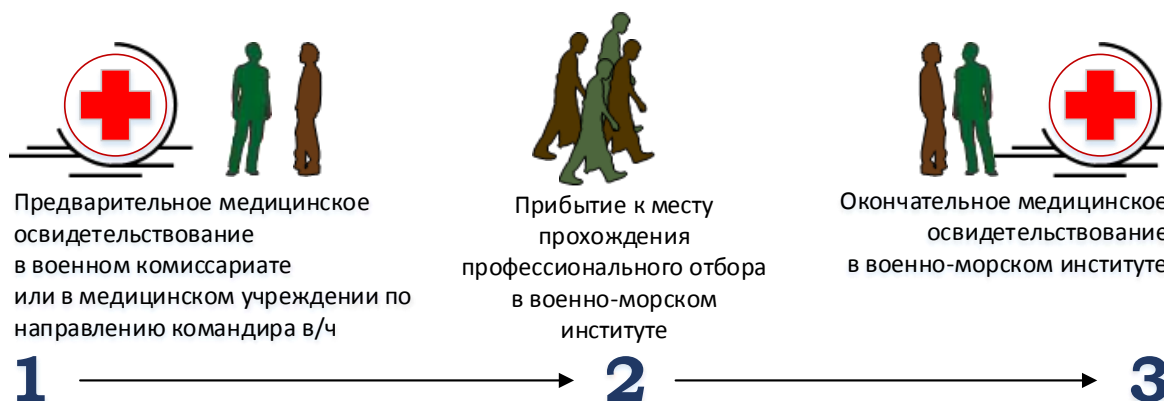 Предварительное медицинское
освидетельствование
в военном комиссариате
или в медицинском учреждении по
направлению командира в/ч
Прибытие к месту
прохождения
профессионального отбора
в военно-морском
институте
Окончательное медицинское
освидетельствование
в военно-морском институте
1
2
3